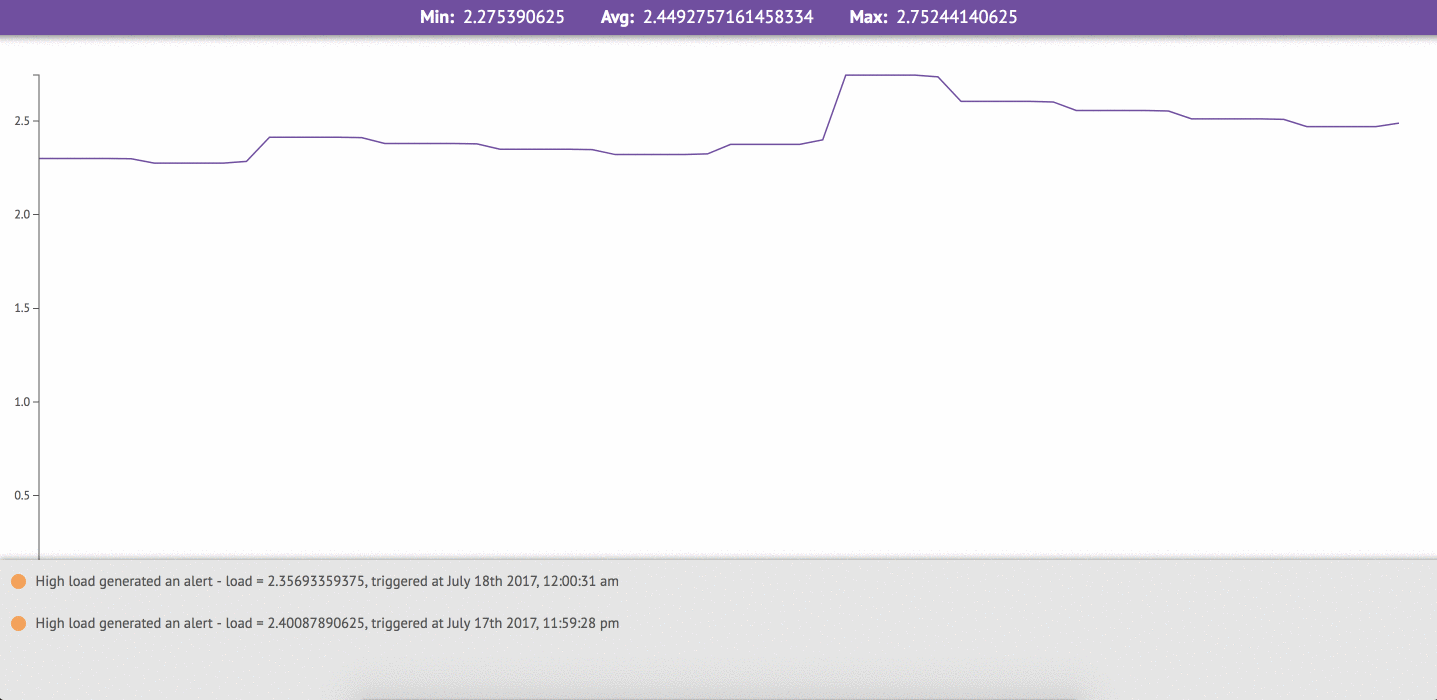 Min: 2.275390625 Avg: 2.4492757161458334 Max: 2.75244140625
2.5
2.0
1.5
1.0
0.5
High load generated an alert - load = 2.35693359375, triggered at July 18th 2017, 12:00:31 am
High load generated an alert - load = 2.40087890625, triggered at July 17th 2017, 11:59:28 pm